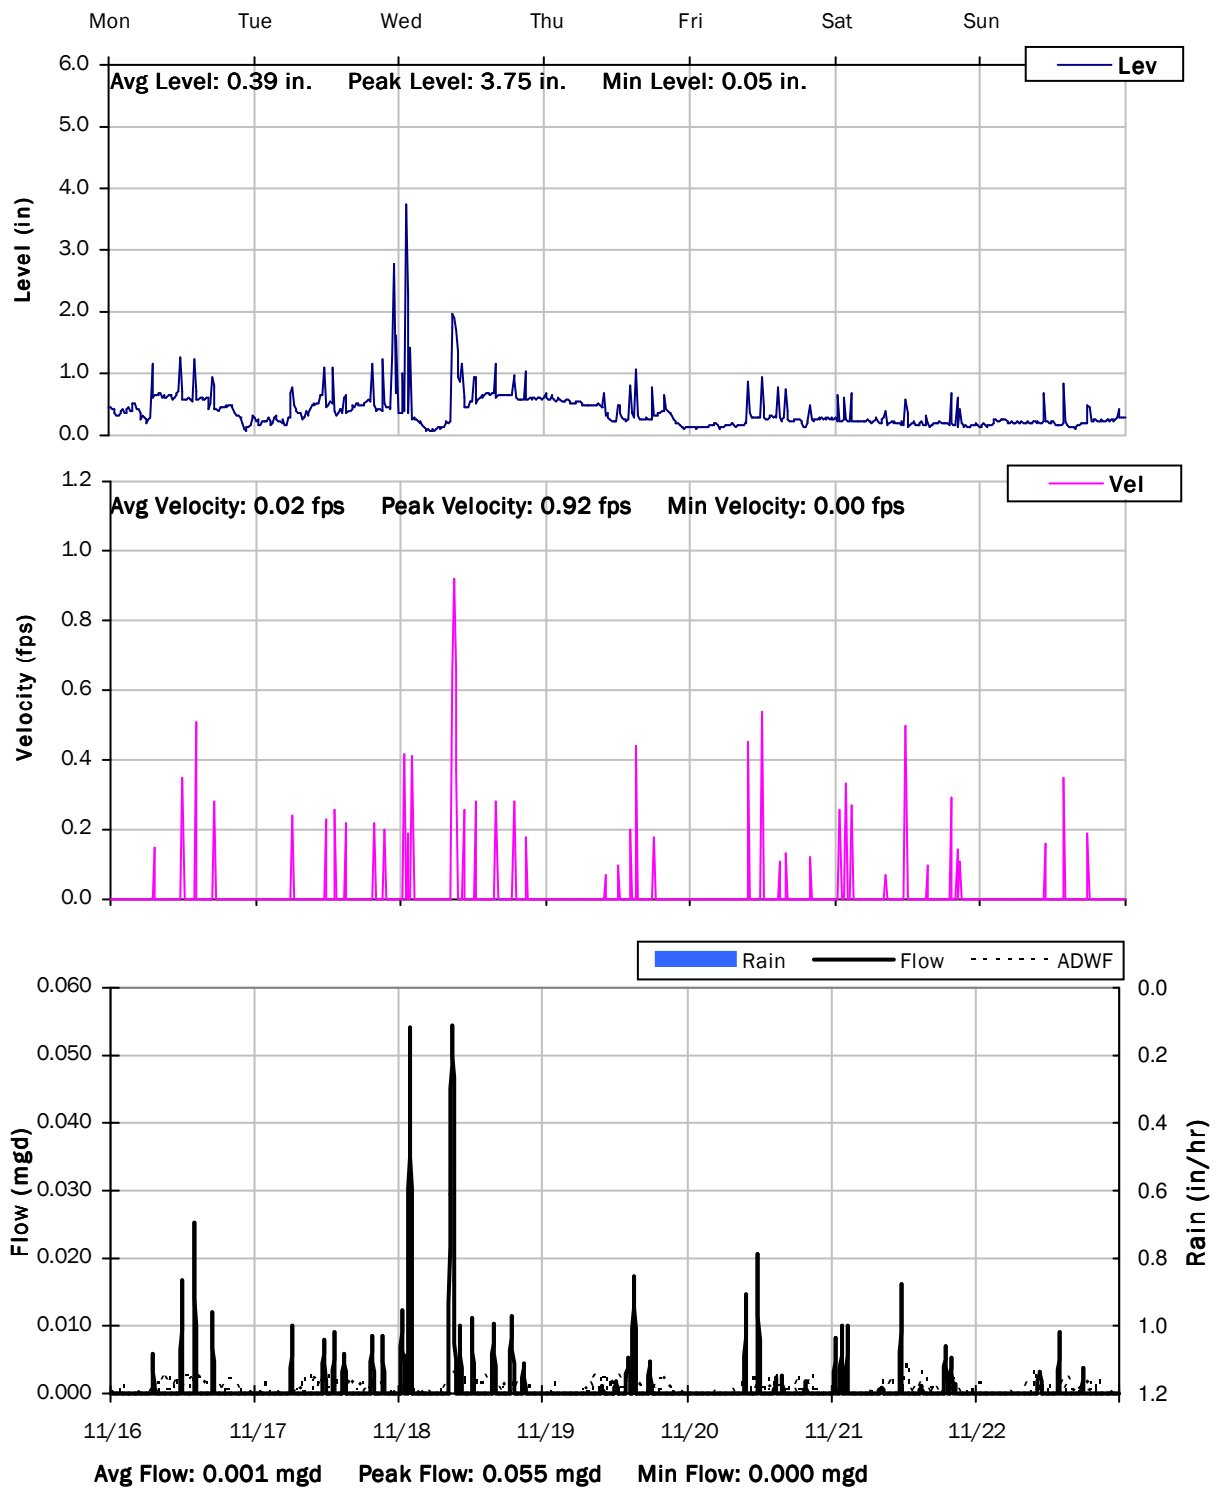 Mon Tue Wed Thu Fri Sat Sun
Lev
Avg Level: 0.39 in. Peak Level: 3.75 in. Min Level: 0.05 in.
6.0
5.0
4.0
3.0
2.0
1.0
0.0
Level (in)
Vel
Avg Velocity: 0.02 fps Peak Velocity: 0.92 fps Min Velocity: 0.00 fps
1.2
1.0
0.8
0.6
0.4
0.2
0.0
Velocity (fps)
Rain Flow ADWF
0.060 0.0
0.050 0.2
0.040 0.4
0.030 0.6
0.020 0.8
0.010 1.0
0.000 1.2
Flow (mgd)
Rain (in/hr)
11/16 11/17 11/18 11/19 11/20 11/21 11/22
Avg Flow: 0.001 mgd Peak Flow: 0.055 mgd Min Flow: 0.000 mgd